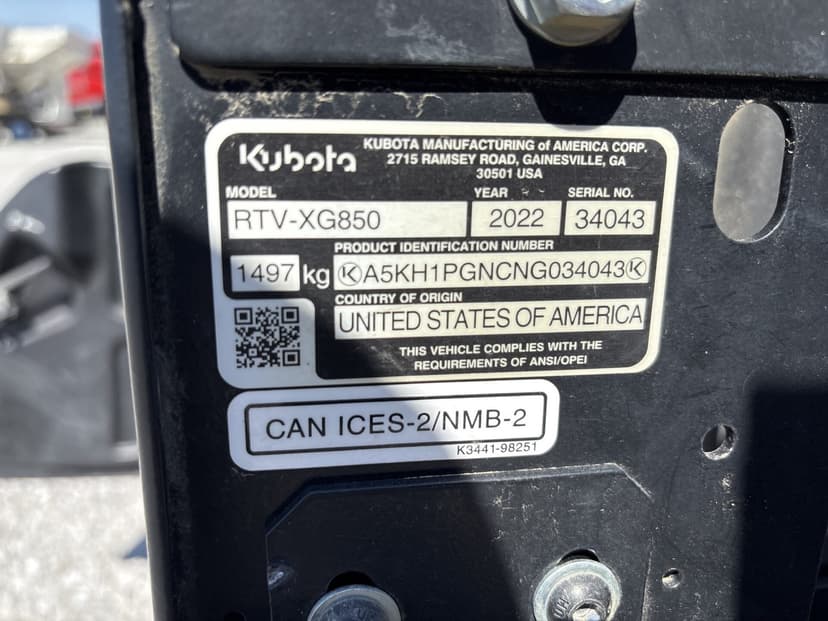 Kubota
KUBOTA MANUFACTURING of AMERICA CORP.
2715 RAMSEY ROAD, GAINESVILLE, GA
30501 USA
MODEL YEAR SERIAL NO.
RTV-XG850 2022 34043
PRODUCT IDENTIFICATION NUMBER
1497 kg A5KH1PGNCNG034043
COUNTRY OF ORIGIN
UNITED STATES OF AMERICA
THIS VEHICLE COMPLIES WITH THE
REQUIREMENTS OF ANSI/OPEI
CAN ICES-2/NMB-2
K3441-98251